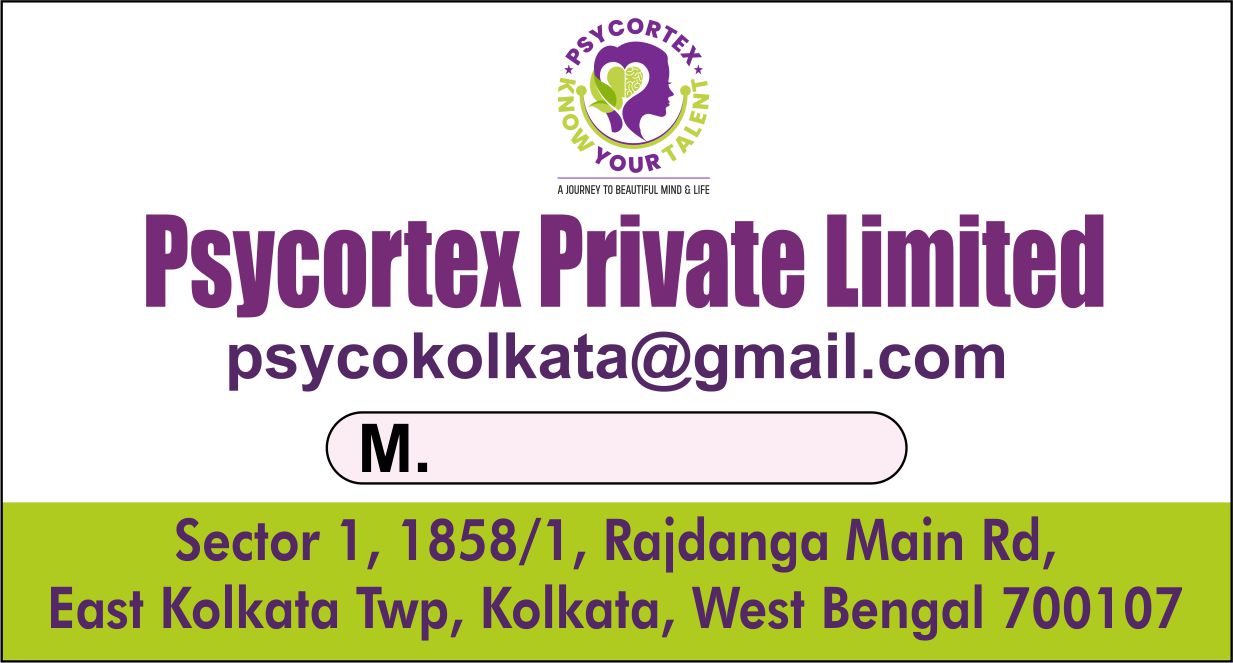 PSYCORTEX
KNOW YOUR TALENT
A JOURNEY TO BEAUTIFUL MIND & LIFE
Psycortex Private Limited
psycokolkata@gmail.com
M.
Sector 1, 1858/1, Rajdanga Main Rd,
East Kolkata Twp, Kolkata, West Bengal 700107